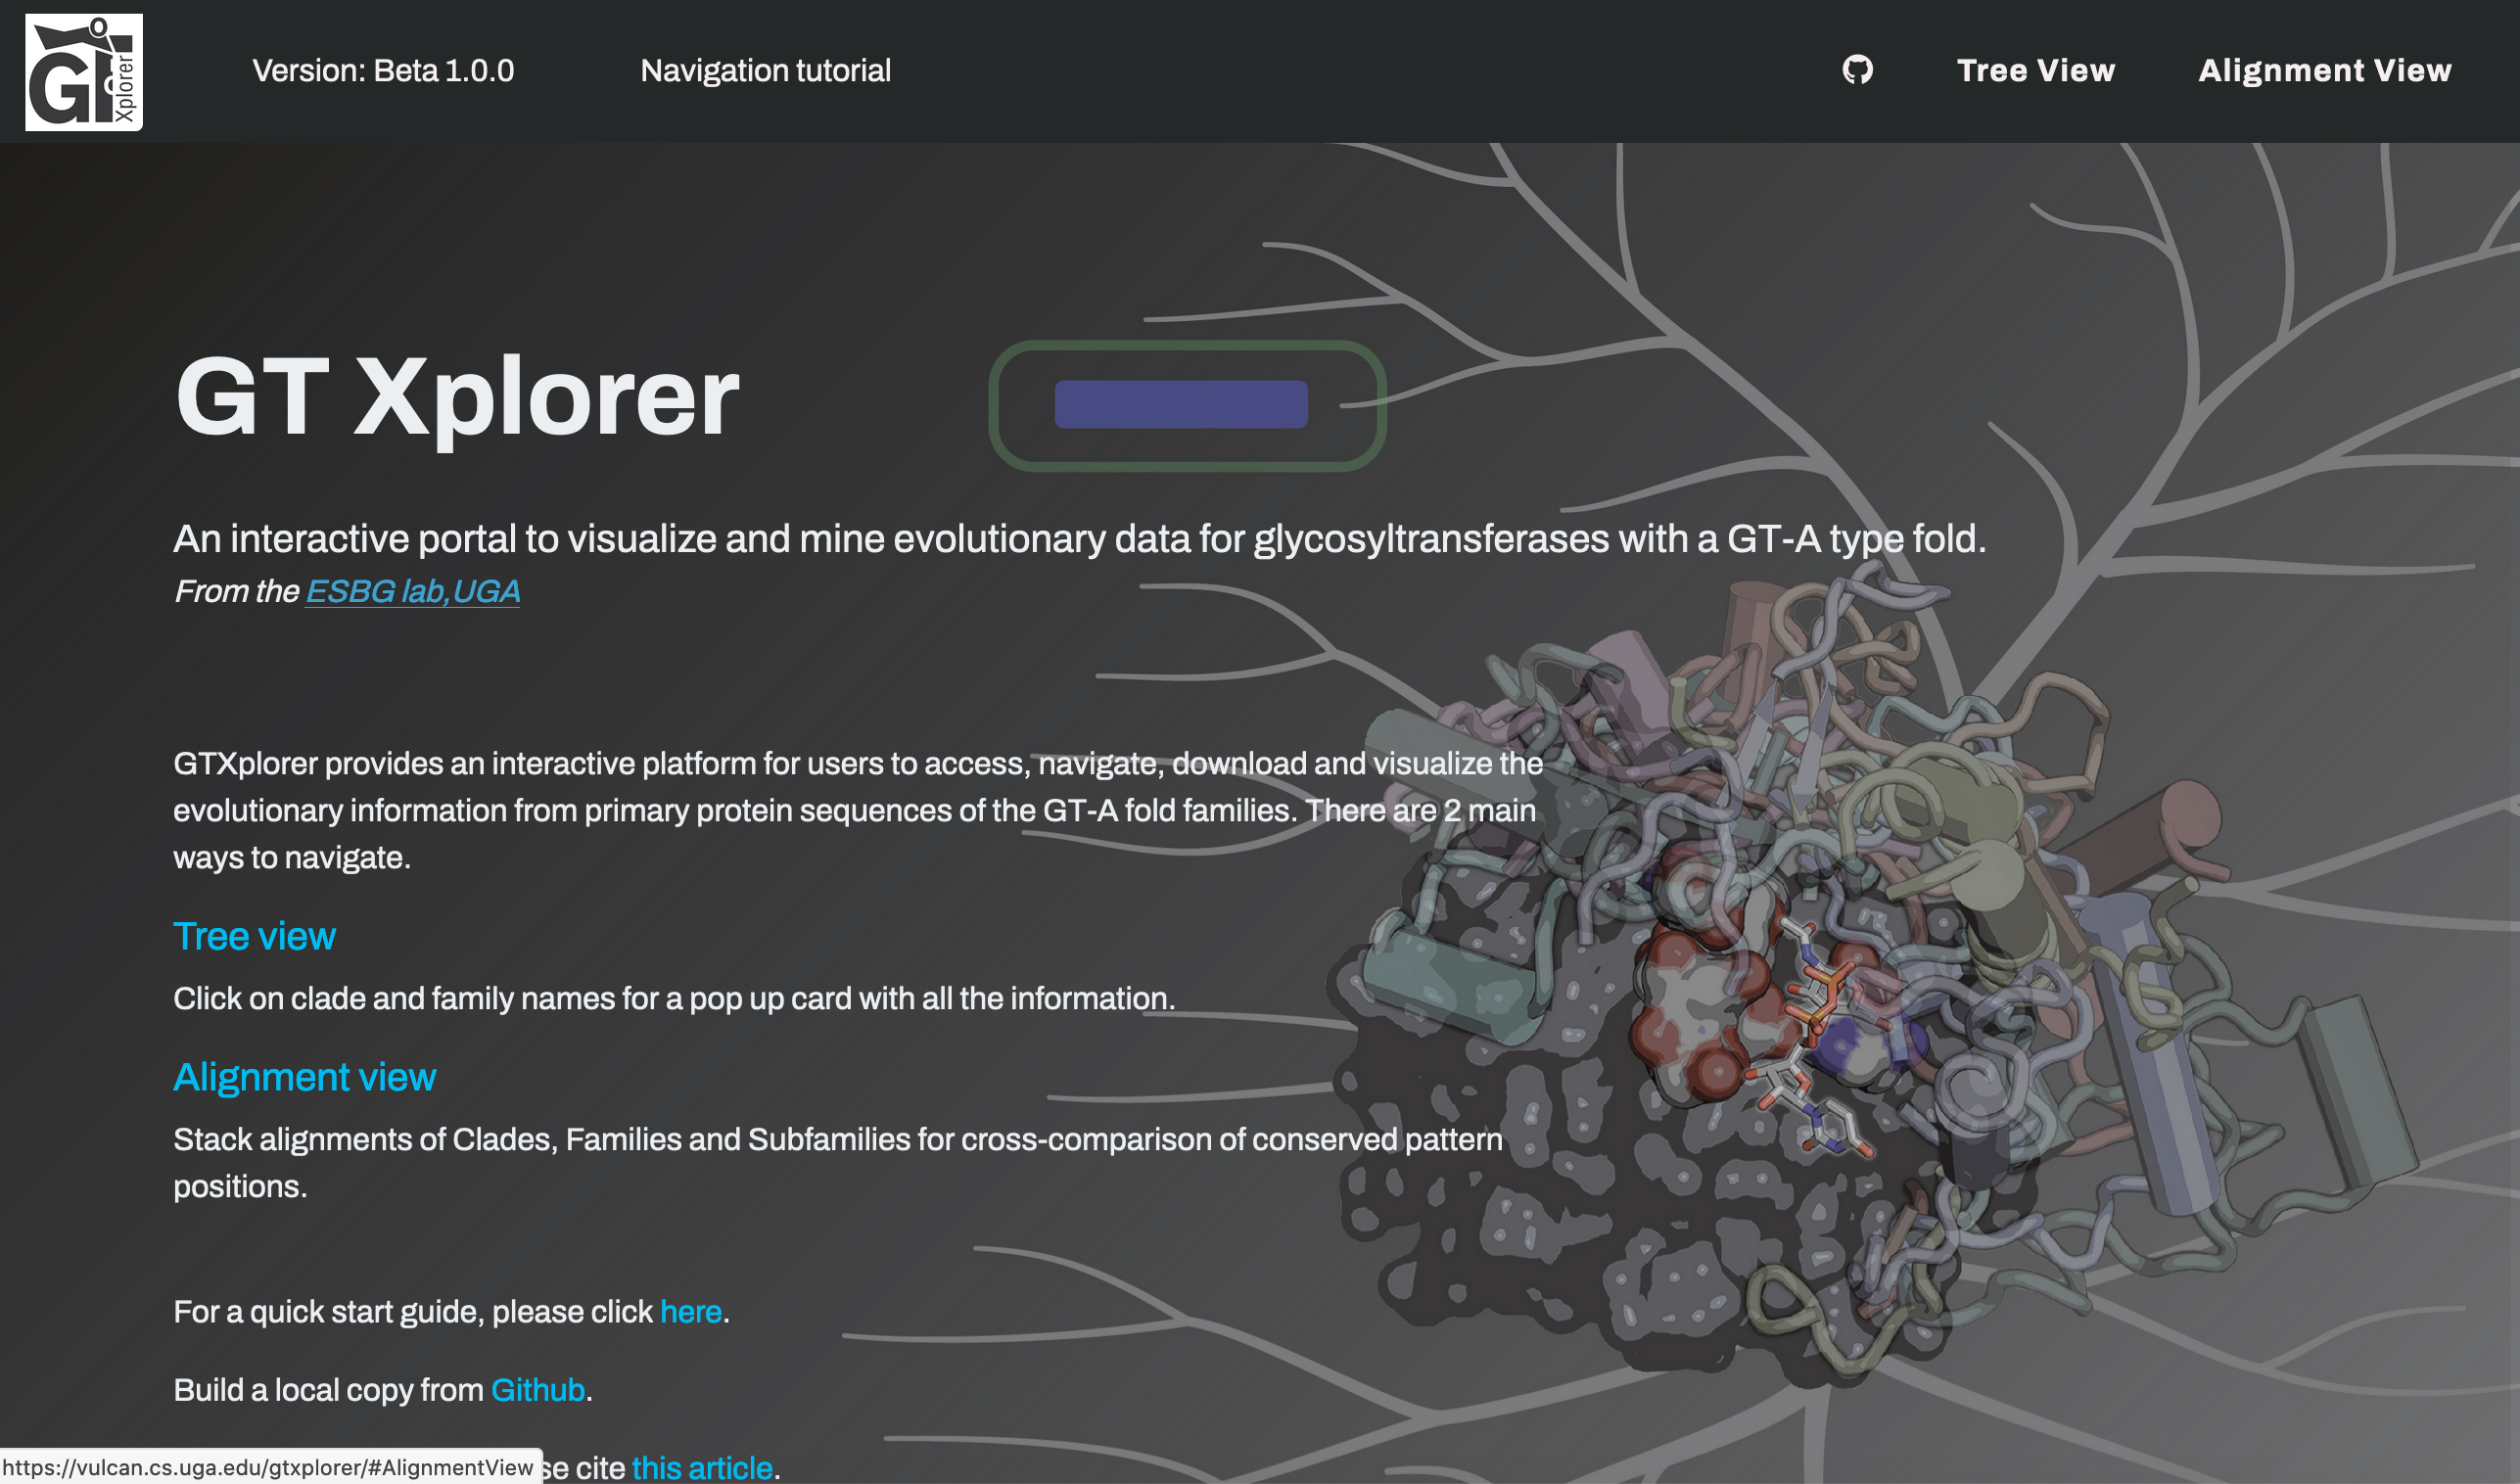 GT Xplorer
Version: Beta 1.0.0
Navigation tutorial
Tree View
Alignment View
GT Xplorer
An interactive portal to visualize and mine evolutionary data for glycosyltransferases with a GT-A type fold.
From the ESBG lab,UGA
GTXplorer provides an interactive platform for users to access, navigate, download and visualize the
evolutionary information from primary protein sequences of the GT-A fold families. There are 2 main
ways to navigate.
Tree view
Click on clade and family names for a pop up card with all the information.
Alignment view
Stack alignments of Clades, Families and Subfamilies for cross-comparison of conserved pattern
positions.
For a quick start guide, please click here.
Build a local copy from Github.
https://vulcan.cs.uga.edu/gtxplorer/#AlignmentView
se cite this article.